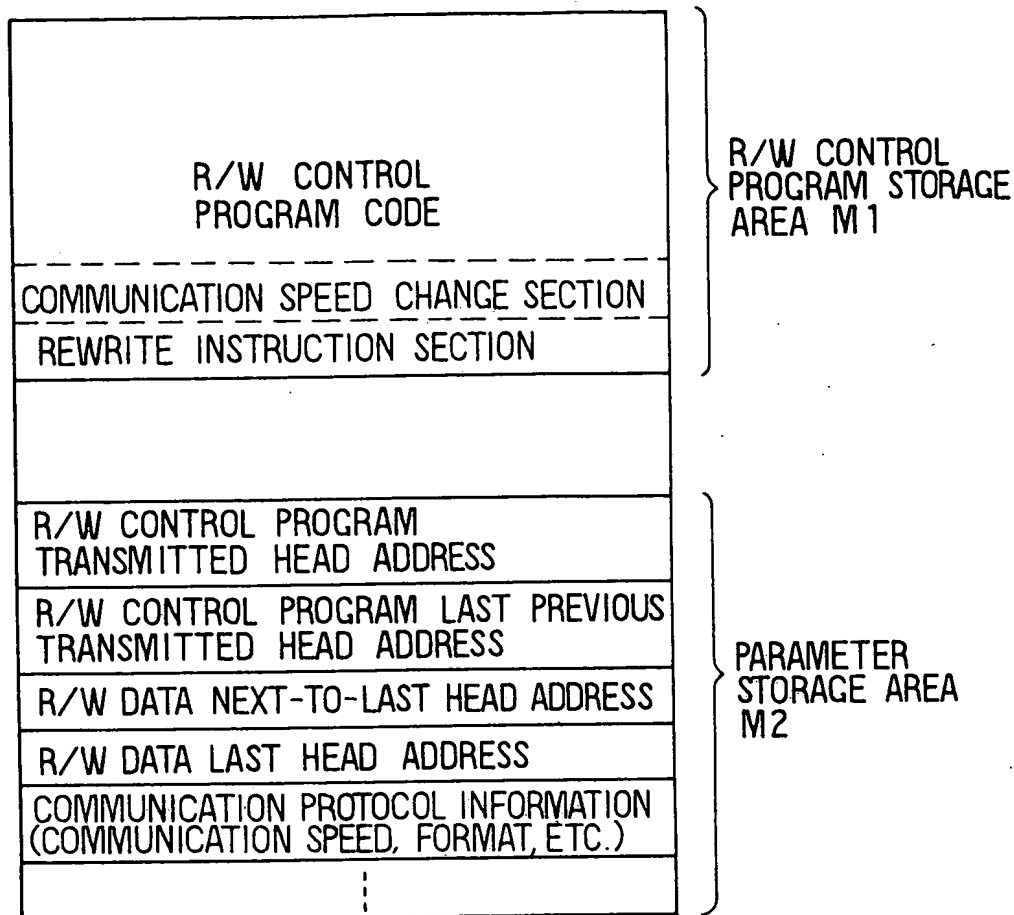 R/W CONTROL
PROGRAM CODE
COMMUNICATION SPEED CHANGE SECTION
REWRITE INSTRUCTION SECTION
R/W CONTROL
PROGRAM STORAGE
AREA M1
R/W CONTROL PROGRAM
TRANSMITTED HEAD ADDRESS
R/W CONTROL PROGRAM LAST PREVIOUS
TRANSMITTED HEAD ADDRESS
R/W DATA NEXT-TO-LAST HEAD ADDRESS
R/W DATA LAST HEAD ADDRESS
COMMUNICATION PROTOCOL INFORMATION
(COMMUNICATION SPEED, FORMAT, ETC.)
PARAMETER
STORAGE AREA
M2